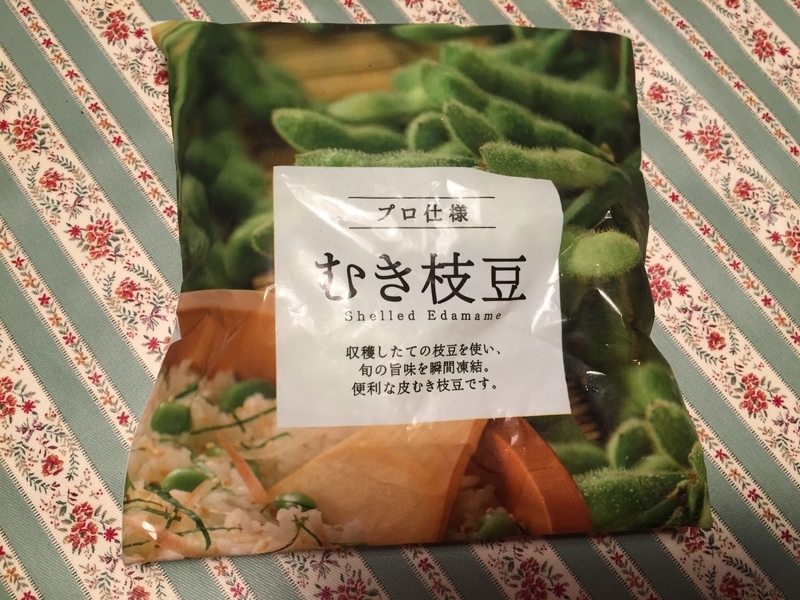 プロ仕様
むき枝豆
Shelled Edamame
収穫したての枝豆を使い、
旬の旨味を瞬間凍結。
便利な皮むき枝豆です。